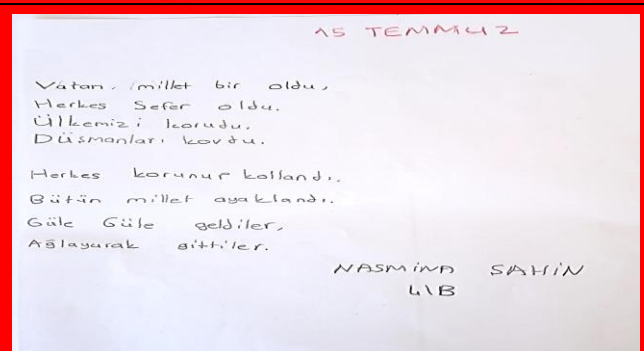 15 TEMMUZ
Vatan, millet bir oldu,
Herkes Sefer oldu.
Ülkemizi korudu.
Düşmanları kovdu.
Herkes korunur kollandı.
Bütün millet ayaklandı.
Güle Güle geldiler,
Ağlayarak gittiler.
NASMİNA SAHİN
4\B